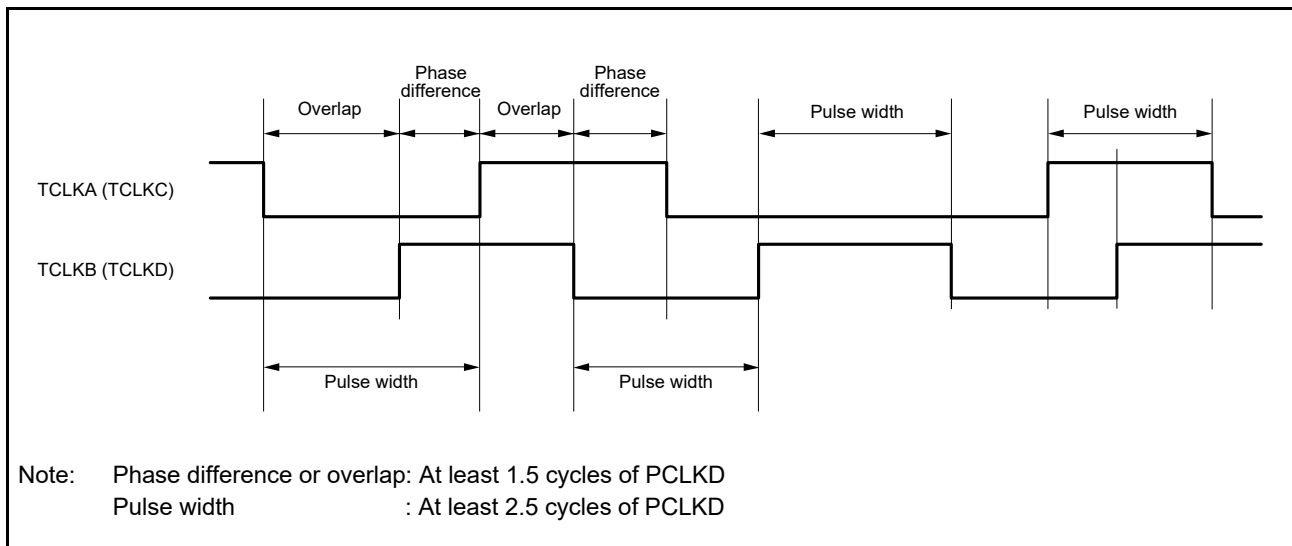 Phase
difference
Phase
difference
Overlap
Overlap
Pulse width
Pulse width
TCLKA (TCLKC)
TCLKB (TCLKD)
Pulse width
Pulse width
Note: Phase difference or overlap: At least 1.5 cycles of PCLKD
Pulse width : At least 2.5 cycles of PCLKD